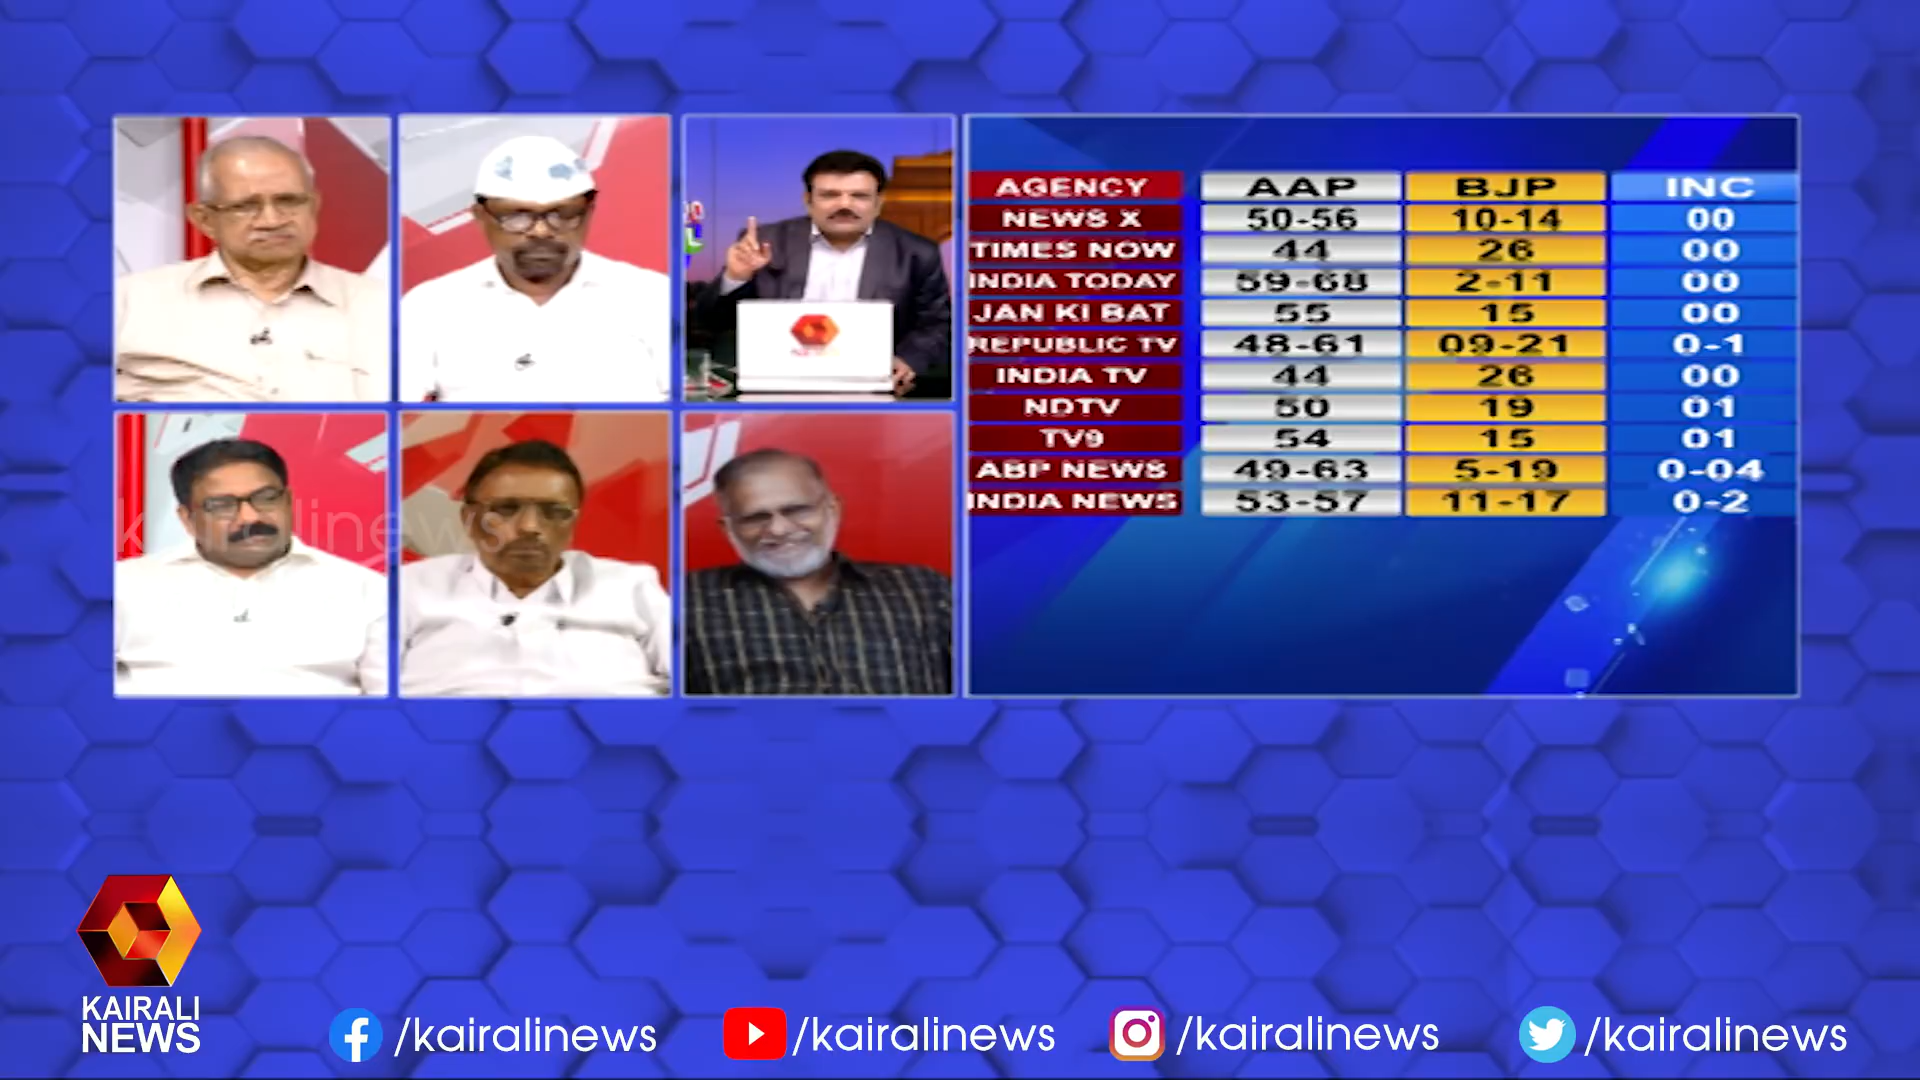 AGENCY AAP BJP INC
NEWS X 50-56 10-14 00
TIMES NOW 44 26 00
INDIA TODAY 59-68 2-11 00
JAN KI BAT 55 15 00
REPUBLIC TV 48-61 09-21 0-1
INDIA TV 44 26 00
NDTV 50 19 01
TV9 54 15 01
ABP NEWS 49-63 5-19 0-04
INDIA NEWS 53-57 11-17 0-2
kairalinews
KAIRALI
NEWS
/kairalinews /kairalinews /kairalinews /kairalinews